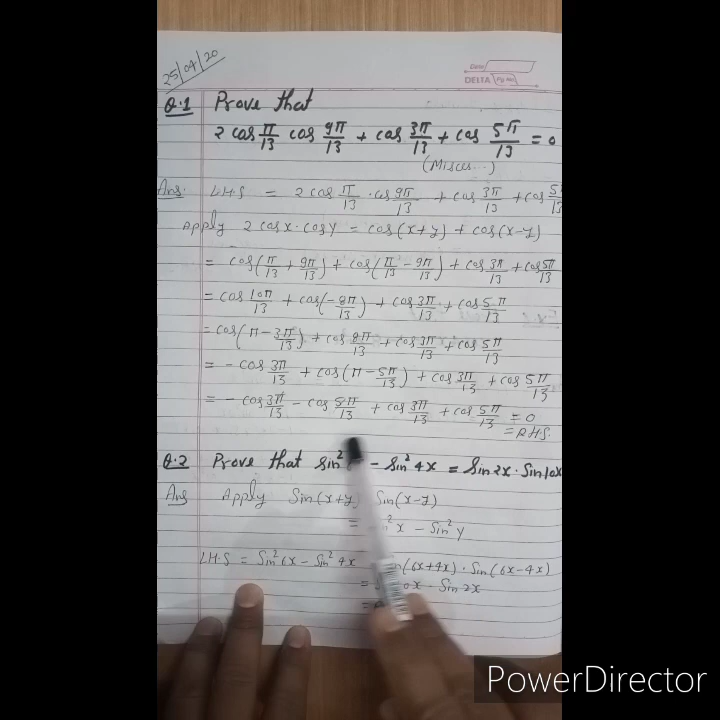 25/04/20
Date
DELTA Pg No.
Q.1 Prove that
2 cos π/13 cos 9π/13 + cos 3π/13 + cos 5π/13 = 0
(Misces...)
Ans. L.H.S = 2 cos π/13 . cos 9π/13 + cos 3π/13 + cos 5π/13
Apply 2 cos x . cos y = cos(x+y) + cos(x-y)
= cos(π/13 + 9π/13) + cos(π/13 - 9π/13) + cos 3π/13 + cos 5π/13
= cos 10π/13 + cos(-8π/13) + cos 3π/13 + cos 5π/13
= cos(π - 3π/13) + cos 8π/13 + cos 3π/13 + cos 5π/13
= - cos 3π/13 + cos(π - 5π/13) + cos 3π/13 + cos 5π/13
= - cos 3π/13 - cos 5π/13 + cos 3π/13 + cos 5π/13 = 0
= R.H.S.
Q.2 Prove that sin² - sin² 4x = sin 2x . sin 10x
Ans Apply Sin(x+y) Sin(x-y)
= x - Sin² y
L.H.S = Sin² 6x - Sin² 4x (6x+4x) . Sin(6x-4x)
= Sin 2x
=
PowerDirector